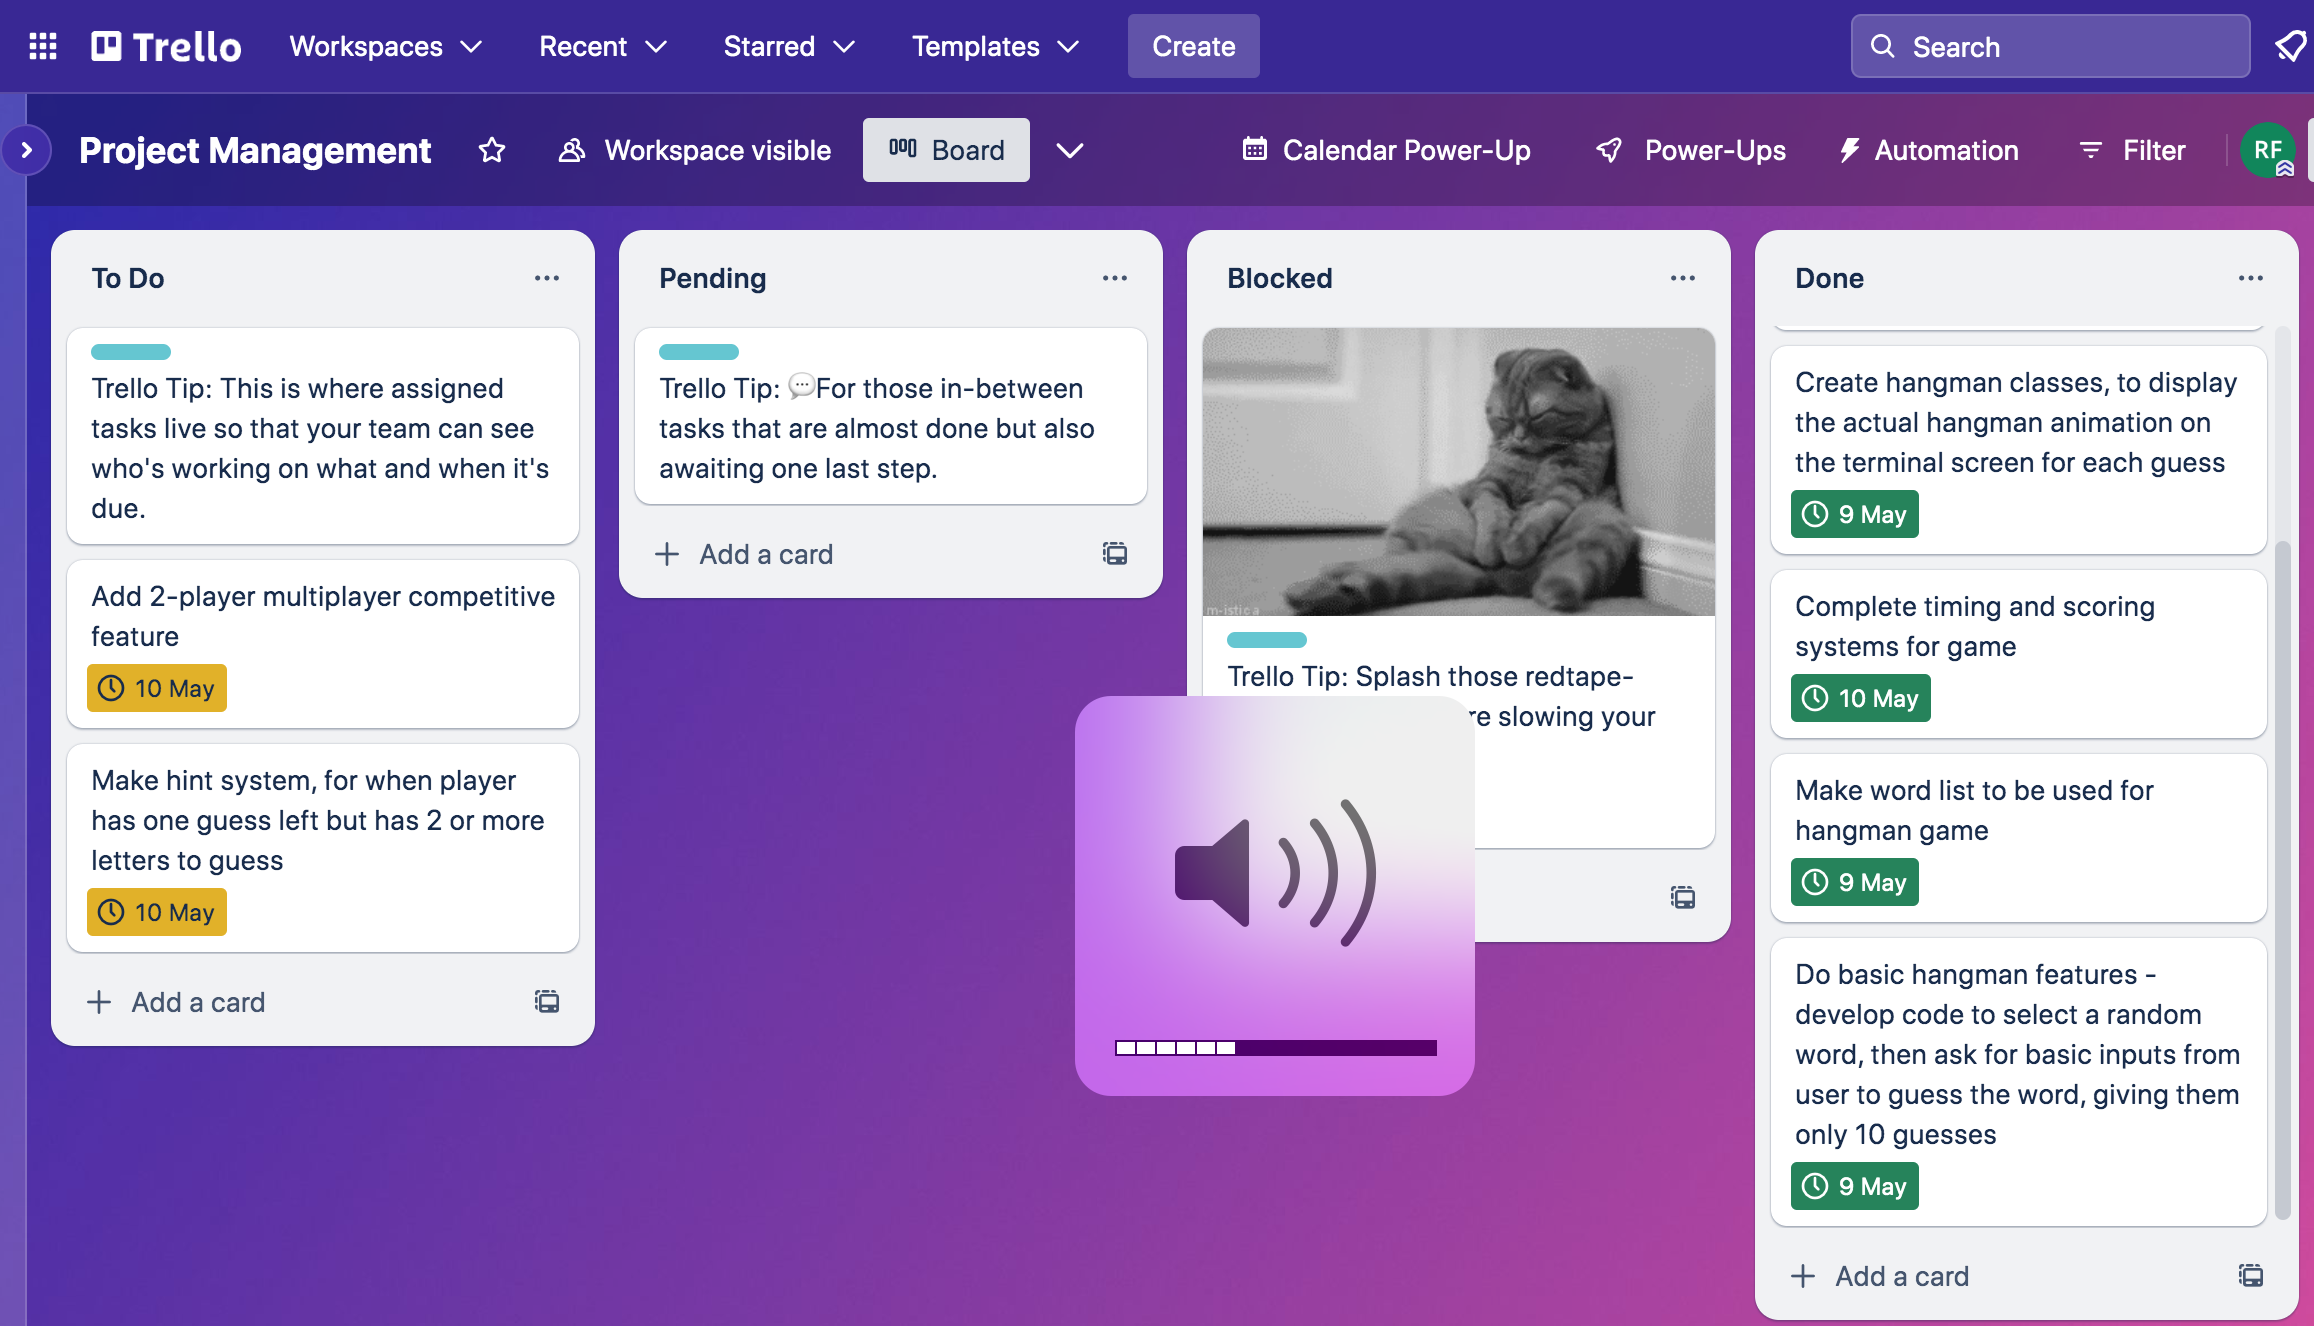 Trello
Workspaces
Recent
Starred
Templates
Create
Search
Project Management
Workspace visible
Board
Calendar Power-Up
Power-Ups
Automation
Filter
RF
To Do
Trello Tip: This is where assigned
tasks live so that your team can see
who's working on what and when it's
due.
Add 2-player multiplayer competitive
feature
10 May
Make hint system, for when player
has one guess left but has 2 or more
letters to guess
10 May
Add a card
Pending
Trello Tip: 💬For those in-between
tasks that are almost done but also
awaiting one last step.
Add a card
Blocked
m-istica
Trello Tip: Splash those redtape-
slowing your
Done
Create hangman classes, to display
the actual hangman animation on
the terminal screen for each guess
9 May
Complete timing and scoring
systems for game
10 May
Make word list to be used for
hangman game
9 May
Do basic hangman features -
develop code to select a random
word, then ask for basic inputs from
user to guess the word, giving them
only 10 guesses
9 May
Add a card